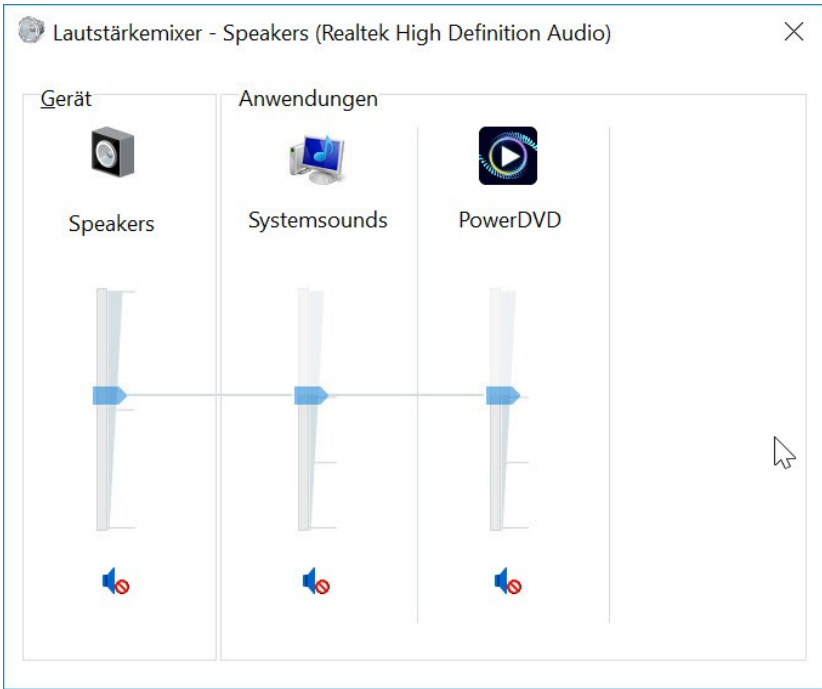 Lautstärkemixer - Speakers (Realtek High Definition Audio)
Gerät
Anwendungen
Speakers
Systemsounds
PowerDVD